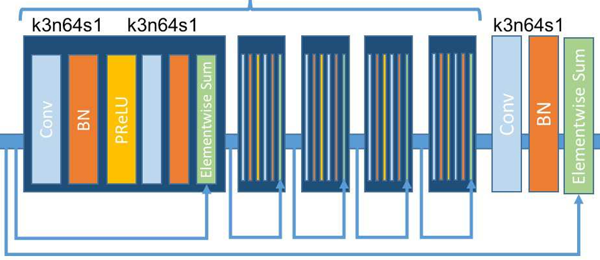 k3n64s1 k3n64s1 k3n64s1
Conv
BN
PReLU
Elementwise Sum
Conv
BN
Elementwise Sum